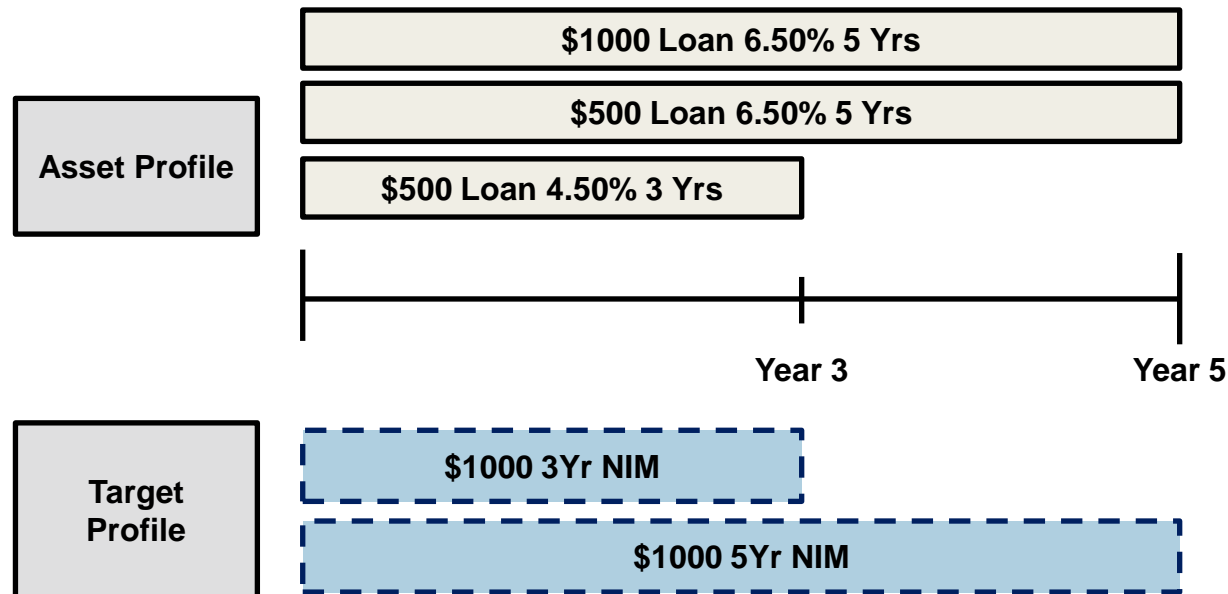 $1000 Loan 6.50% 5 Yrs
$500 Loan 6.50% 5 Yrs
Asset Profile
$500 Loan 4.50% 3 Yrs
Year 3
Year 5
$1000 3Yr NIM
Target
Profile
$1000 5Yr NIM